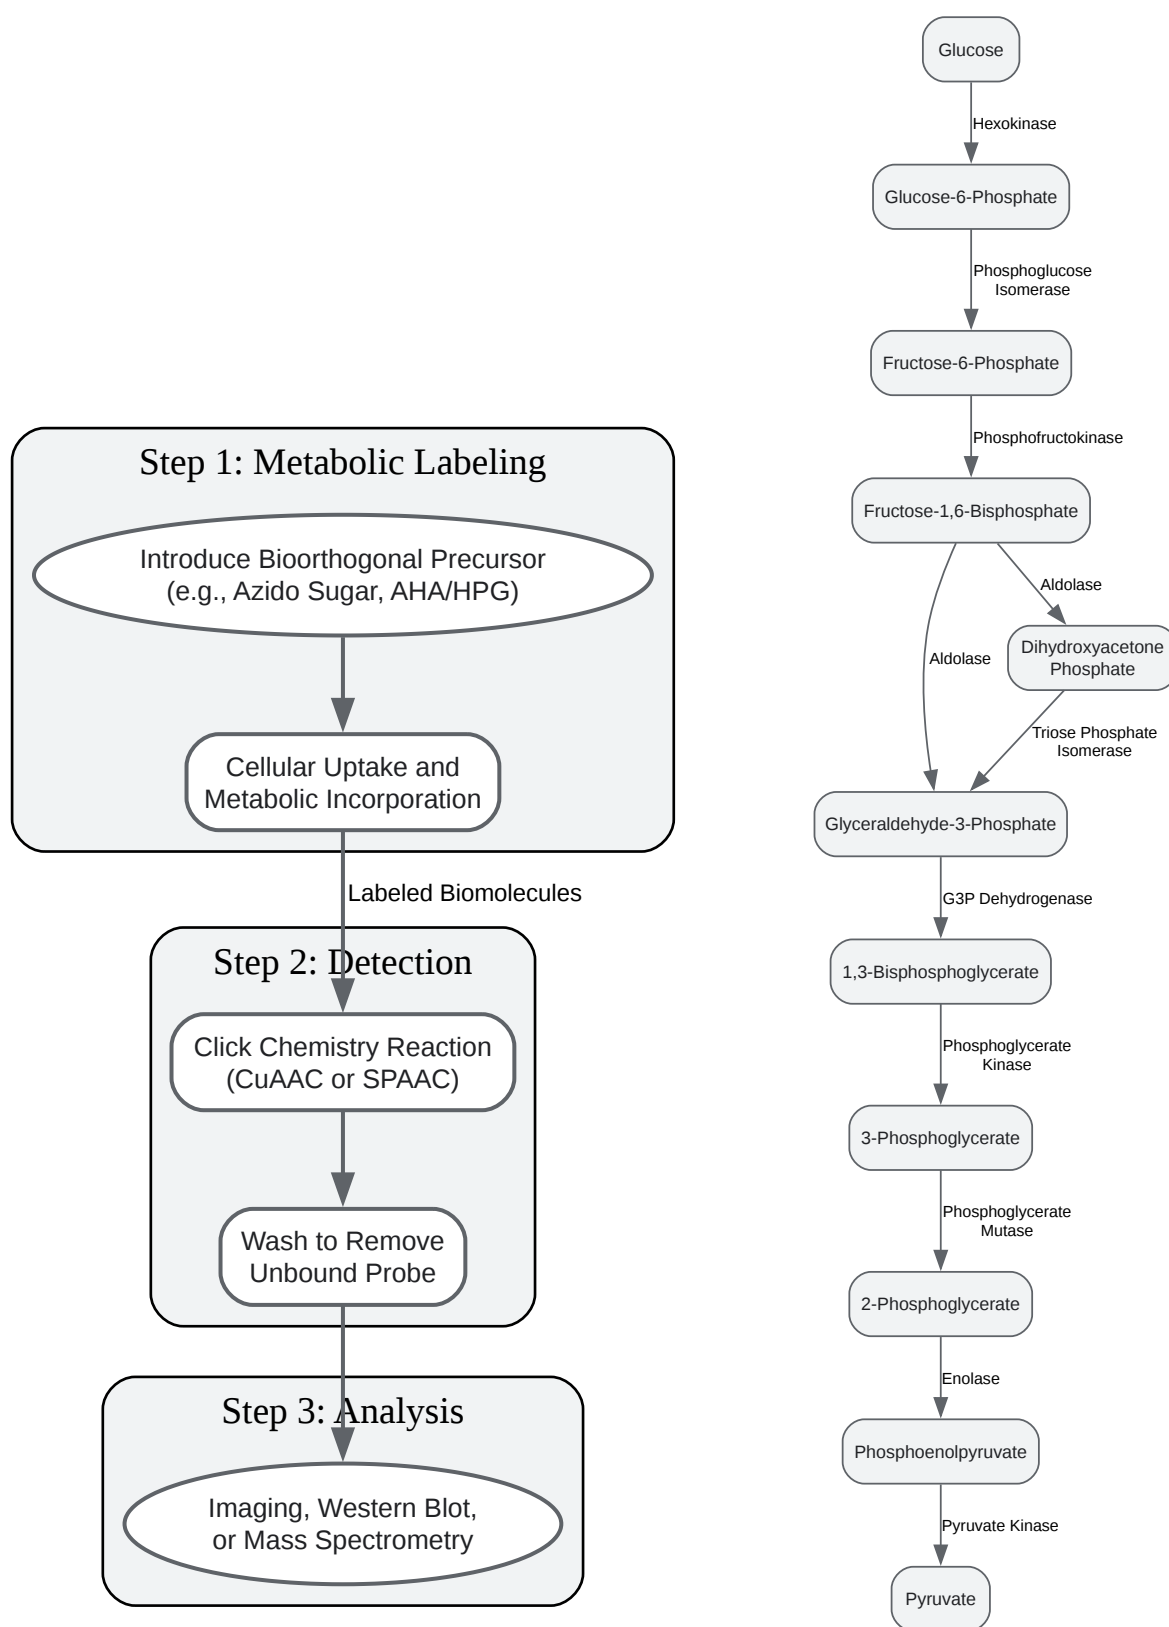 Step 1: Metabolic Labeling
Introduce Bioorthogonal Precursor
(e.g., Azido Sugar, AHA/HPG)
Cellular Uptake and
Metabolic Incorporation
Labeled Biomolecules
Step 2: Detection
Click Chemistry Reaction
(CuAAC or SPAAC)
Wash to Remove
Unbound Probe
Step 3: Analysis
Imaging, Western Blot,
or Mass Spectrometry
Glucose
Hexokinase
Glucose-6-Phosphate
Phosphoglucose
Isomerase
Fructose-6-Phosphate
Phosphofructokinase
Fructose-1,6-Bisphosphate
Aldolase
Dihydroxyacetone
Phosphate
Aldolase
Triose Phosphate
Isomerase
Glyceraldehyde-3-Phosphate
G3P Dehydrogenase
1,3-Bisphosphoglycerate
Phosphoglycerate
Kinase
3-Phosphoglycerate
Phosphoglycerate
Mutase
2-Phosphoglycerate
Enolase
Phosphoenolpyruvate
Pyruvate Kinase
Pyruvate